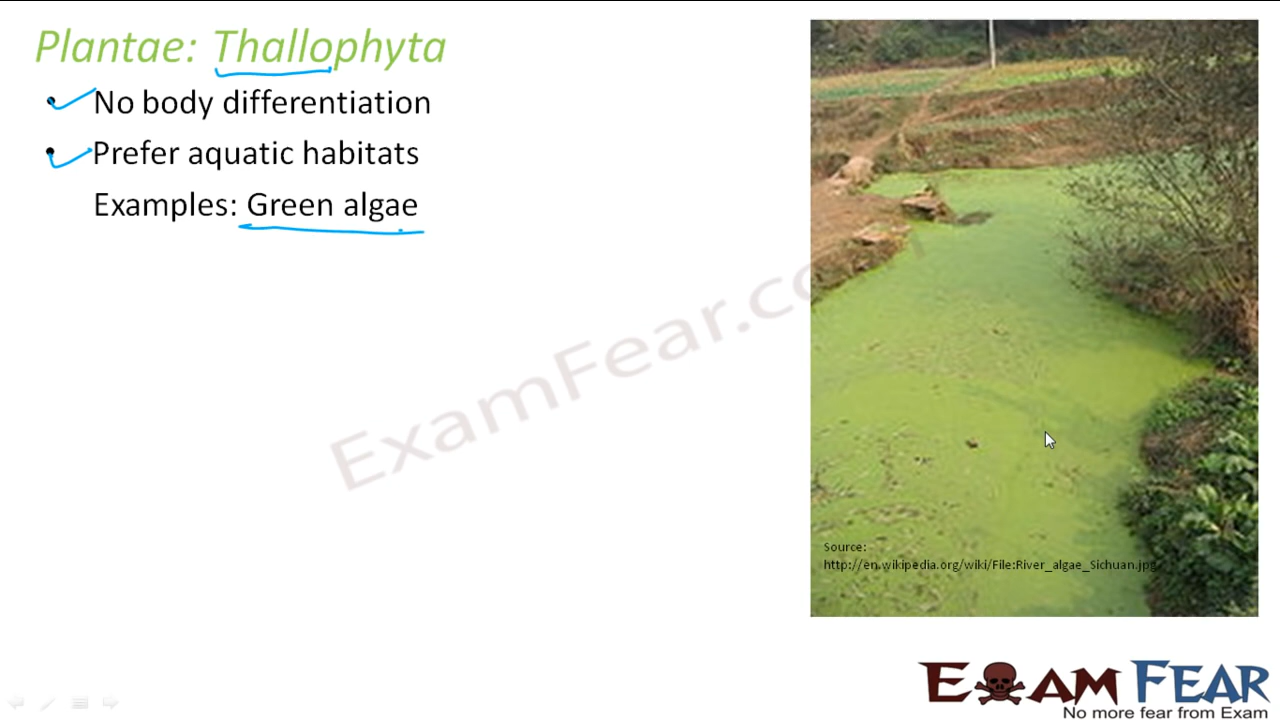 Plantae: Thallophyta
• No body differentiation
• Prefer aquatic habitats
Examples: Green algae
ExamFear.co
Source:
http://en.wikipedia.org/wiki/File:River_algae_Sichuan.jpg
EXAM FEAR
No more fear from Exam